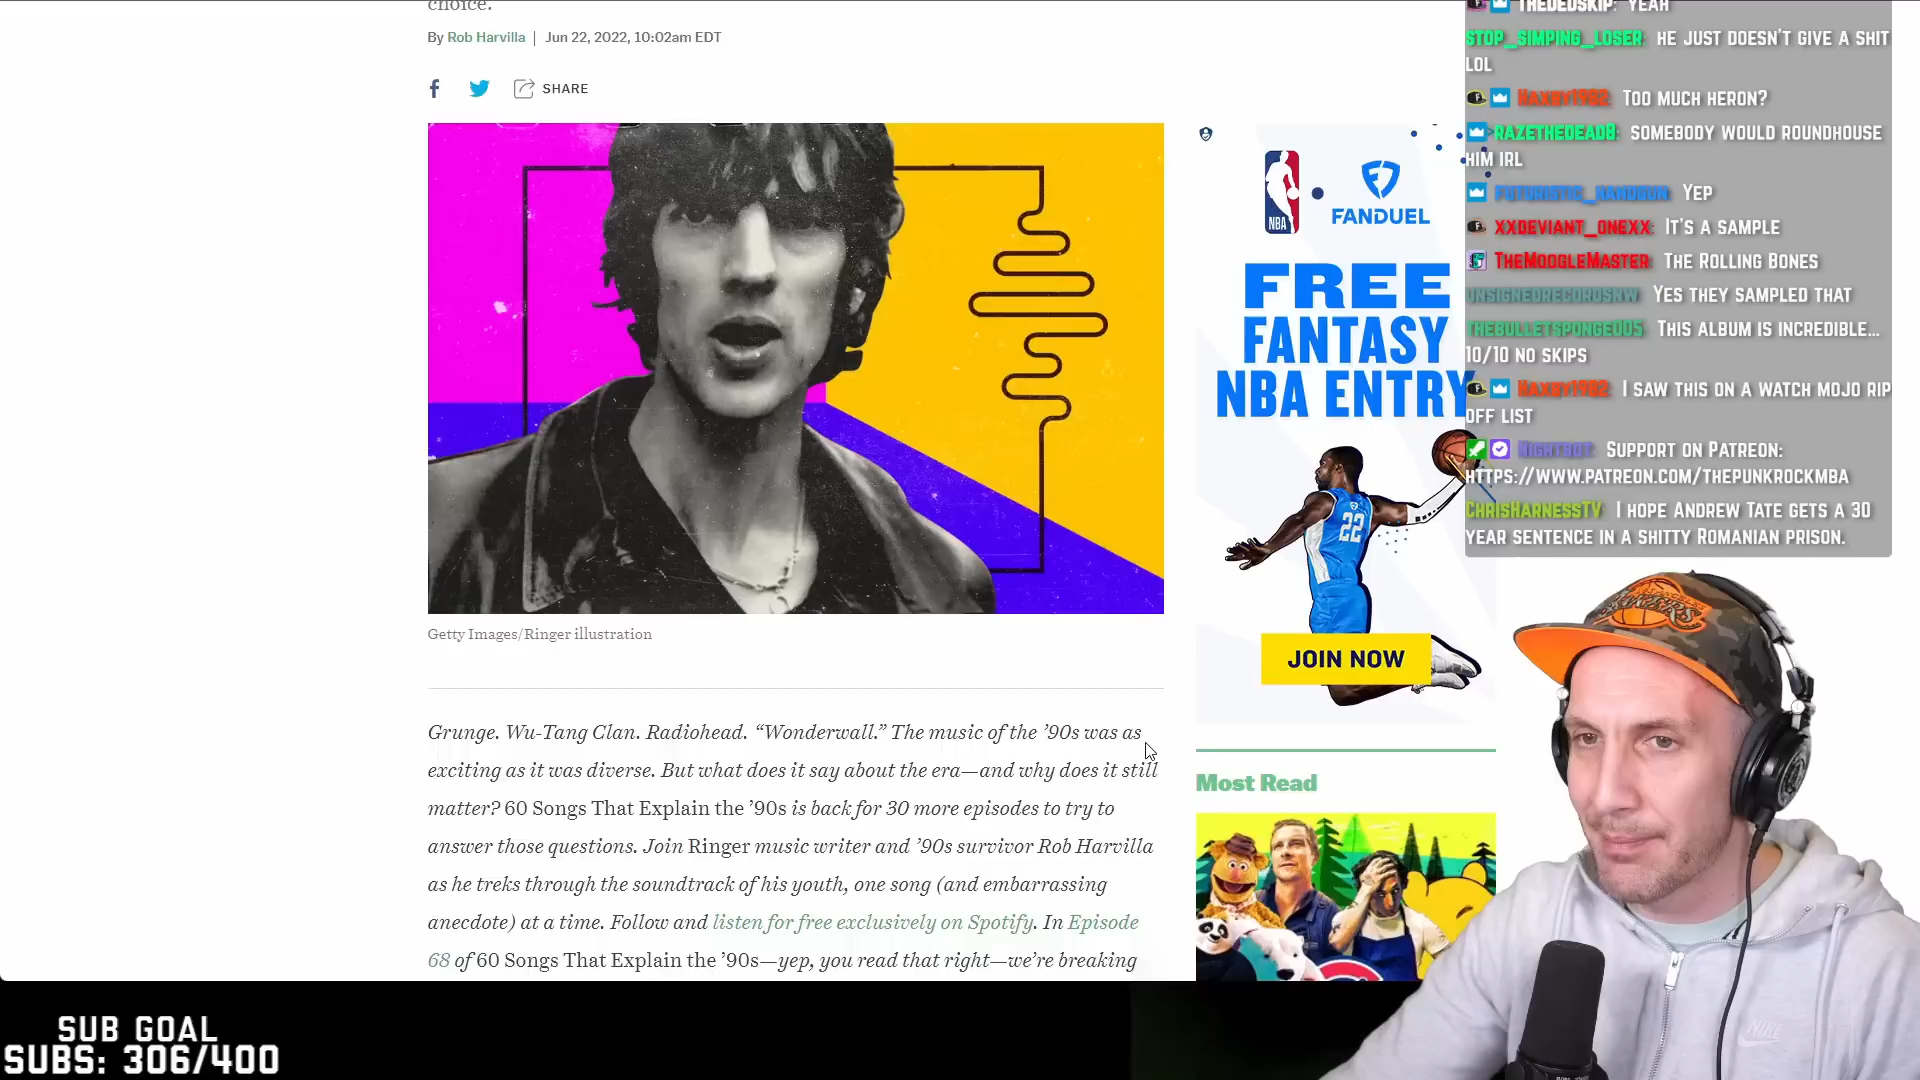 choice.
By Rob Harvilla | Jun 22, 2022, 10:02am EDT
SHARE
Getty Images/Ringer illustration
Grunge. Wu-Tang Clan. Radiohead. “Wonderwall.” The music of the ’90s was as
exciting as it was diverse. But what does it say about the era—and why does it still
matter? 60 Songs That Explain the ’90s is back for 30 more episodes to try to
answer those questions. Join Ringer music writer and ’90s survivor Rob Harvilla
as he treks through the soundtrack of his youth, one song (and embarrassing
anecdote) at a time. Follow and listen for free exclusively on Spotify. In Episode
68 of 60 Songs That Explain the ’90s—yep, you read that right—we’re breaking
NBA
FANDUEL
FREE
FANTASY
NBA ENTRY
22
JOIN NOW
Most Read
THEDEDSKIP: YEAH
STOP_SIMPING_LOSER: HE JUST DOESN'T GIVE A SHIT
LOL
HAXBY1982: TOO MUCH HERON?
RAZETHEDEAD8: SOMEBODY WOULD ROUNDHOUSE
HIM IRL
FUTURISTIC_HANDGUN: YEP
XXDEVIANT_ONEXX: IT'S A SAMPLE
THEMOOGLEMASTER: THE ROLLING BONES
UNSIGNEDRECORDSNW: YES THEY SAMPLED THAT
THEBULLETSPONGE005: THIS ALBUM IS INCREDIBLE...
10/10 NO SKIPS
HAXBY1982: I SAW THIS ON A WATCH MOJO RIP
OFF LIST
NIGHTBOT: SUPPORT ON PATREON:
HTTPS://WWW.PATREON.COM/THEPUNKROCKMBA
CHRISHARNESSTV: I HOPE ANDREW TATE GETS A 30
YEAR SENTENCE IN A SHITTY ROMANIAN PRISON.
SUB GOAL
SUBS: 306/400